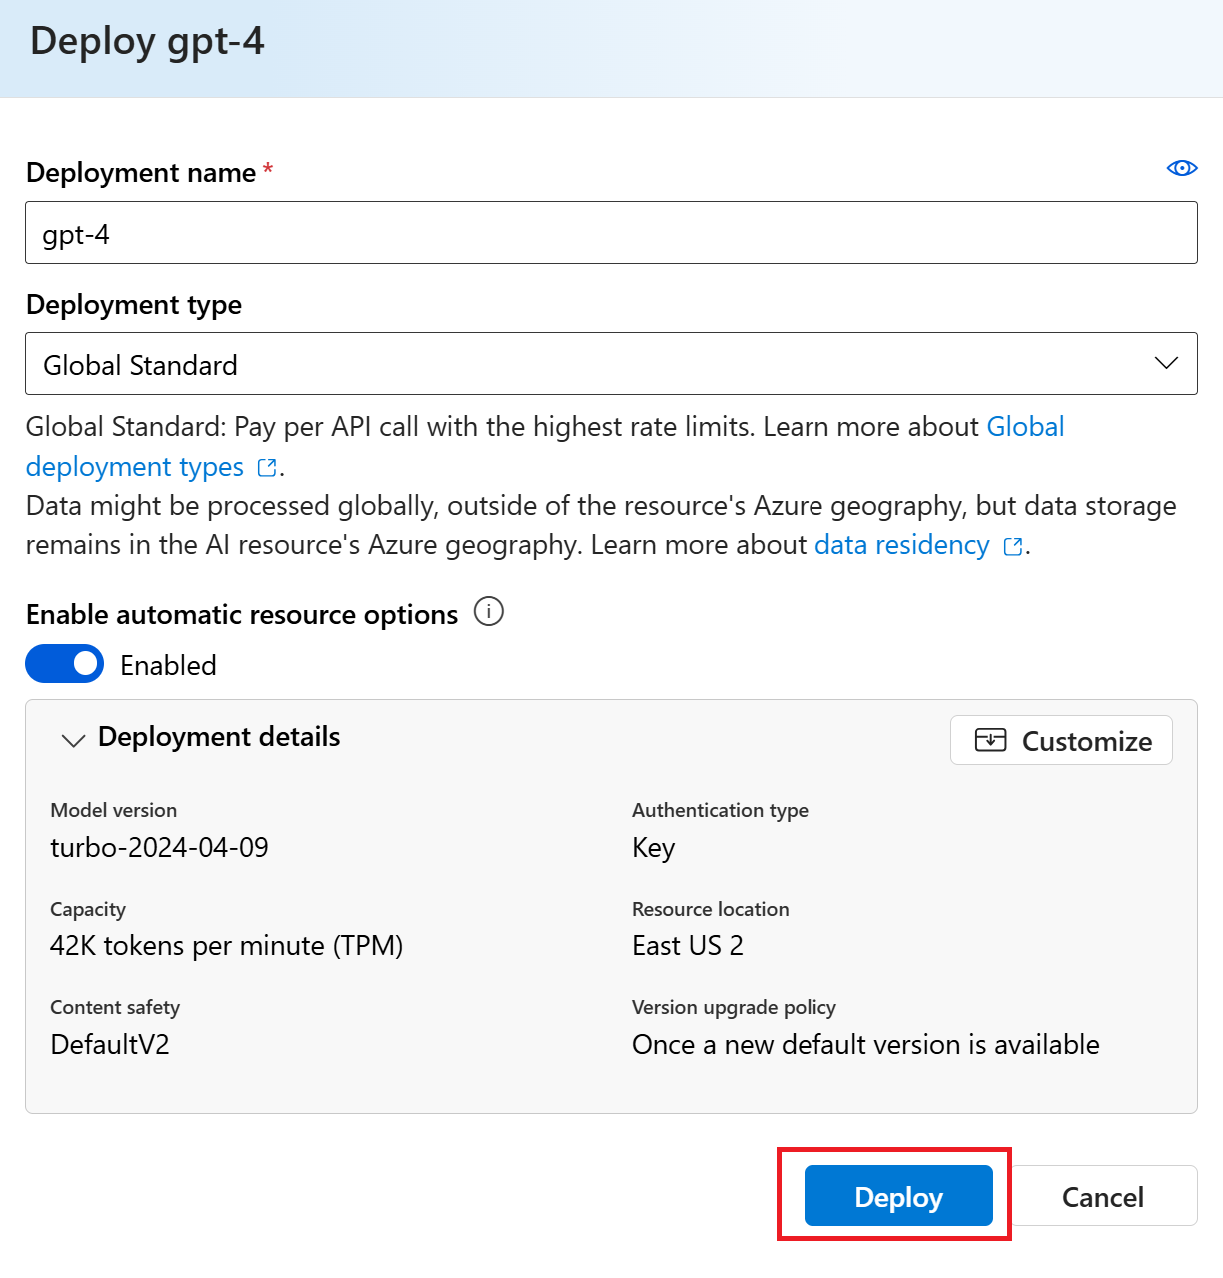 Deploy gpt-4
Deployment name *
gpt-4
Deployment type
Global Standard
Global Standard: Pay per API call with the highest rate limits. Learn more about Global
deployment types.
Data might be processed globally, outside of the resource's Azure geography, but data storage
remains in the AI resource's Azure geography. Learn more about data residency.
Enable automatic resource options
Enabled
Deployment details
Customize
Model version
turbo-2024-04-09
Authentication type
Key
Capacity
42K tokens per minute (TPM)
Resource location
East US 2
Content safety
DefaultV2
Version upgrade policy
Once a new default version is available
Deploy
Cancel